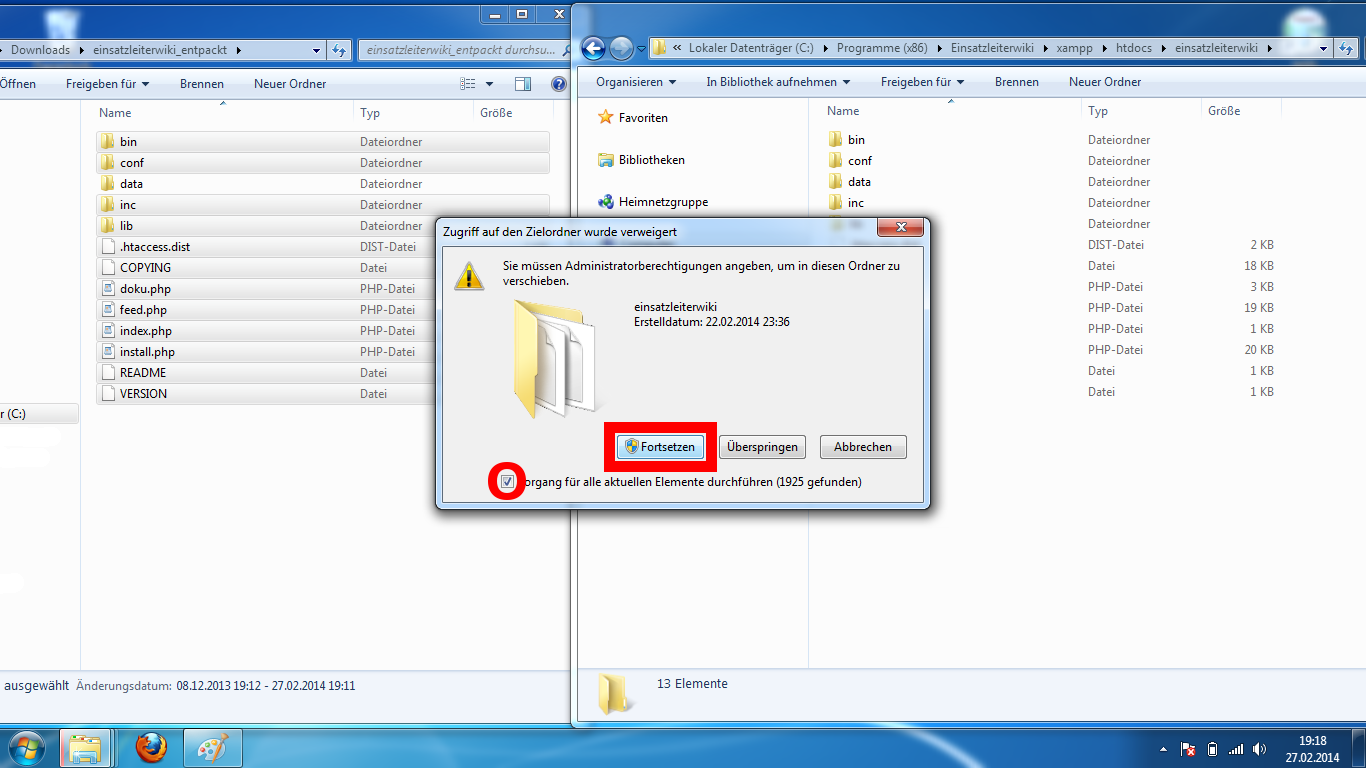 Downloads einsatzleiterwiki_entpackt
einsatzleiterwiki_entpackt durchsu...
Öffnen Freigeben für Brennen Neuer Ordner
Name Typ Größe
bin Dateiordner
conf Dateiordner
data Dateiordner
inc Dateiordner
lib Dateiordner
.htaccess.dist DIST-Datei
COPYING Datei
doku.php PHP-Datei
feed.php PHP-Datei
index.php PHP-Datei
install.php PHP-Datei
README Datei
VERSION Datei
r (C:)
ausgewählt Änderungsdatum: 08.12.2013 19:12 - 27.02.2014 19:11
« Lokaler Datenträger (C:) Programme (x86) Einsatzleiterwiki xampp htdocs einsatzleiterwiki
Organisieren In Bibliothek aufnehmen Freigeben für Brennen Neuer Ordner
Favoriten
Bibliotheken
Heimnetzgruppe
Name Typ Größe
bin Dateiordner
conf Dateiordner
data Dateiordner
inc Dateiordner
Dateiordner
DIST-Datei 2 KB
Datei 18 KB
PHP-Datei 3 KB
PHP-Datei 19 KB
PHP-Datei 1 KB
PHP-Datei 20 KB
Datei 1 KB
Datei 1 KB
13 Elemente
Zugriff auf den Zielordner wurde verweigert
Sie müssen Administratorberechtigungen angeben, um in diesen Ordner zu
verschieben.
einsatzleiterwiki
Erstelldatum: 22.02.2014 23:36
Fortsetzen Überspringen Abbrechen
organg für alle aktuellen Elemente durchführen (1925 gefunden)
19:18
27.02.2014